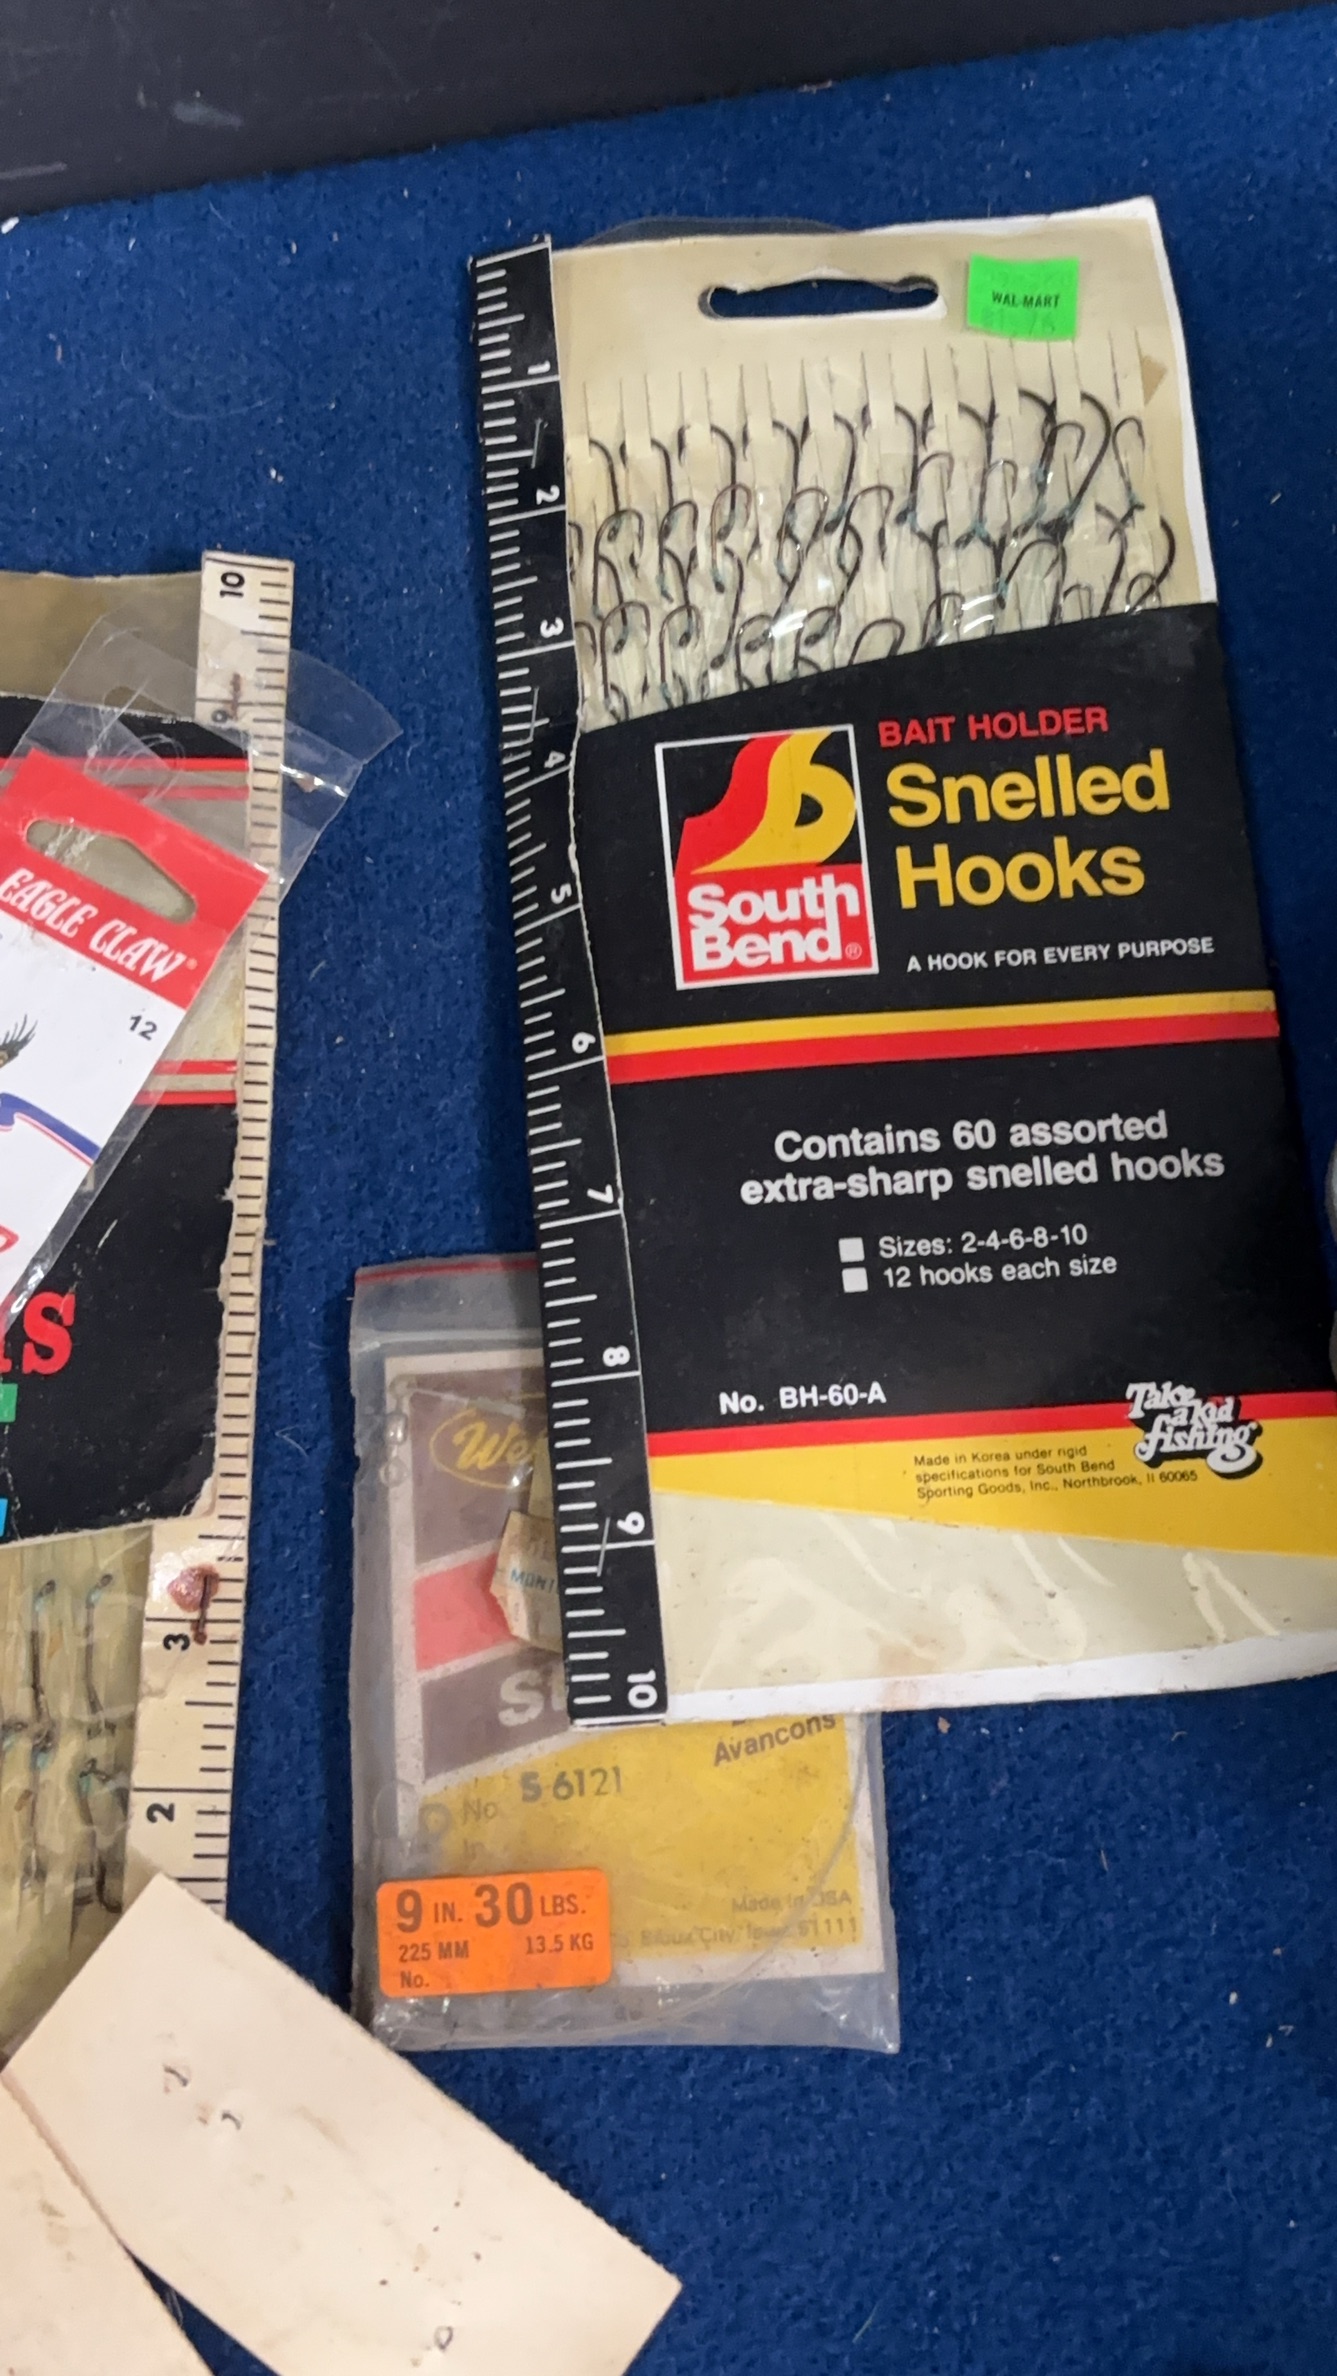 WAL-MART
1
2
3
4
5
6
7
8
9
10
BAIT HOLDER
Snelled
Hooks
South
Bend®
A HOOK FOR EVERY PURPOSE
Contains 60 assorted
extra-sharp snelled hooks
Sizes: 2-4-6-8-10
12 hooks each size
No. BH-60-A
Take
a kid
fishing
Made in Korea under rigid
specifications for South Bend
Sporting Goods, Inc., Northbrook, Il 60065
10
9
EAGLE CLAW®
12
3
2
Avancons
No. S 6121
Made in USA
Sioux City, Iowa 51111
9 IN. 30 LBS.
225 MM 13.5 KG
No.